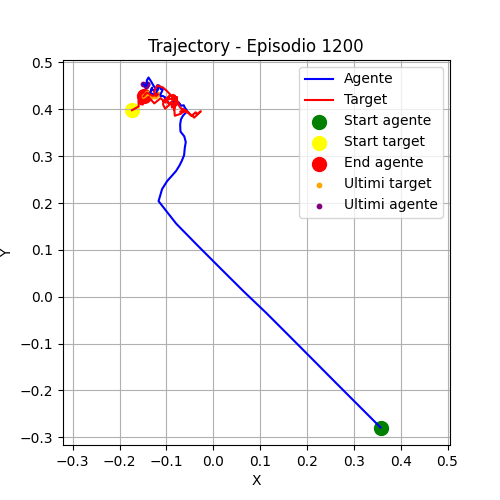 Trajectory - Episodio 1200
Agente
Target
Start agente
Start target
End agente
Ultimi target
Ultimi agente
0.5
0.4
0.3
0.2
0.1
0.0
−0.1
−0.2
−0.3
Y
−0.3 −0.2 −0.1 0.0 0.1 0.2 0.3 0.4 0.5
X